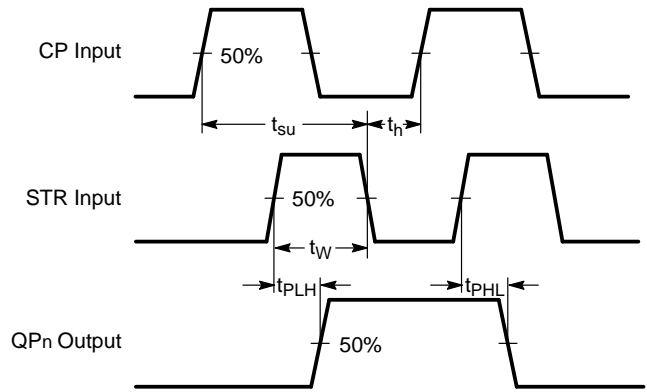 CP Input
50%
tsu
th
STR Input
50%
tW
tPLH
tPHL
QPn Output
50%